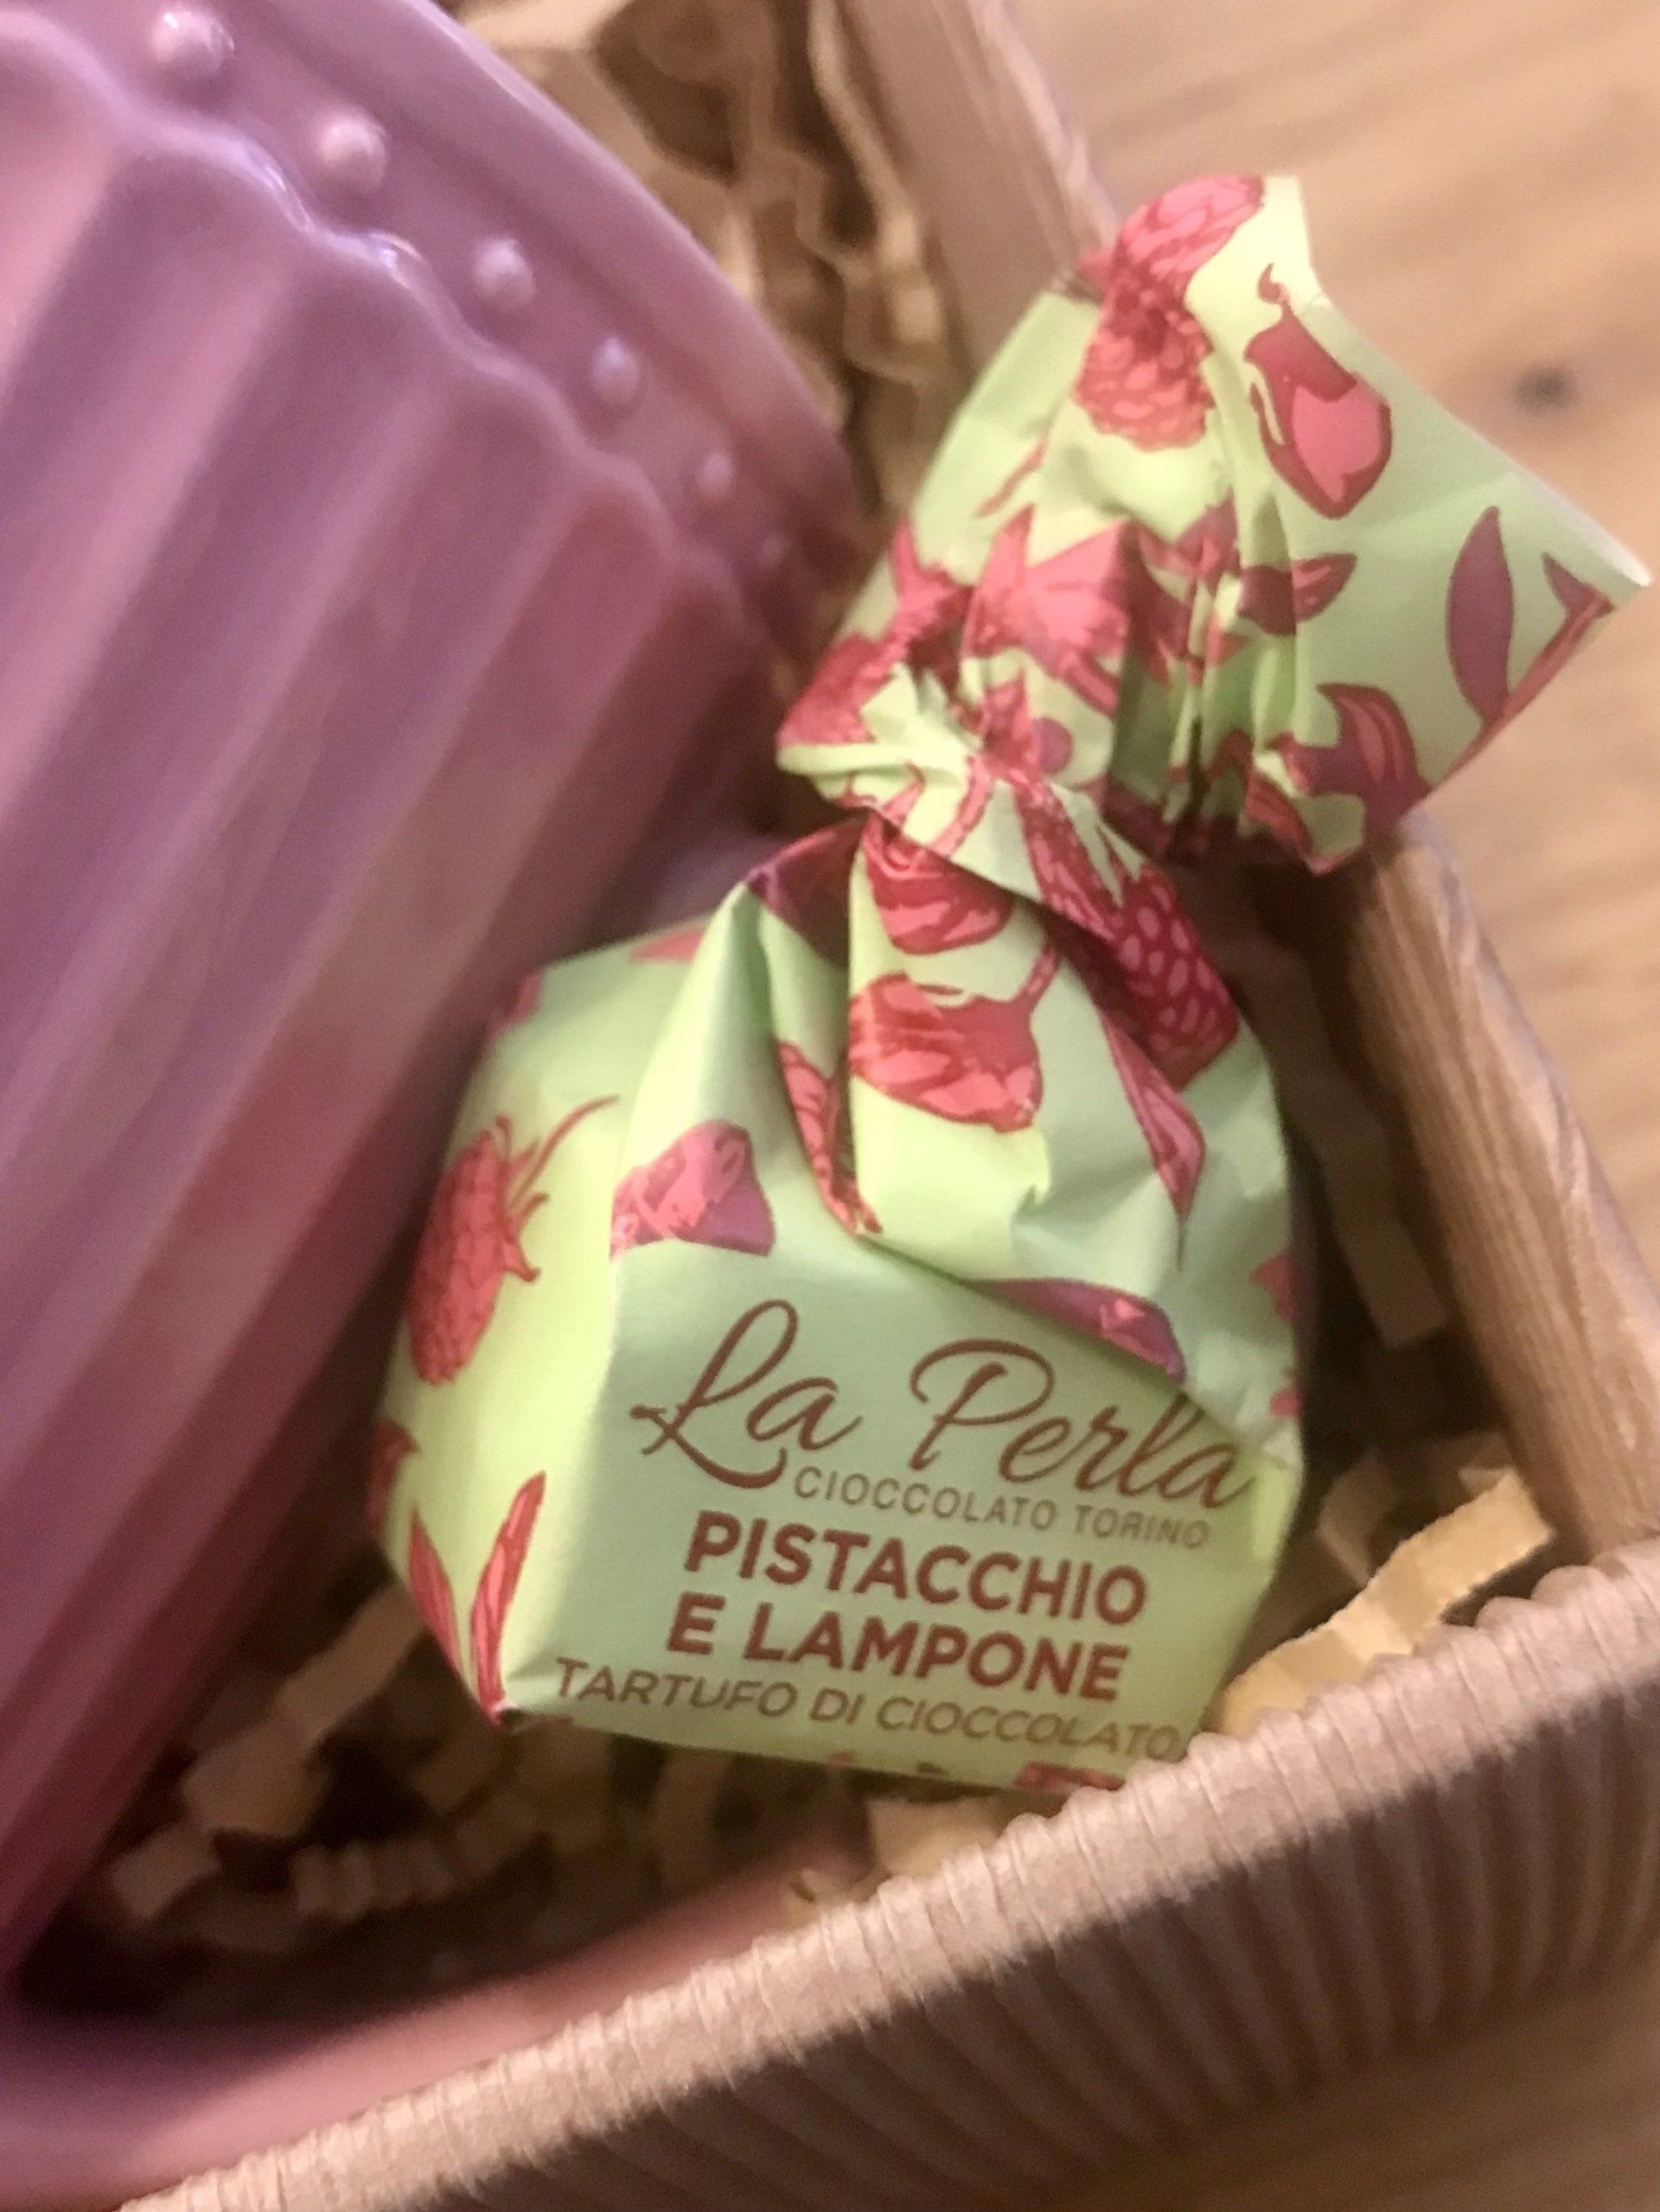 La Perla
CIOCCOLATO TORINO
PISTACCHIO
E LAMPONE
TARTUFO DI CIOCCOLATO